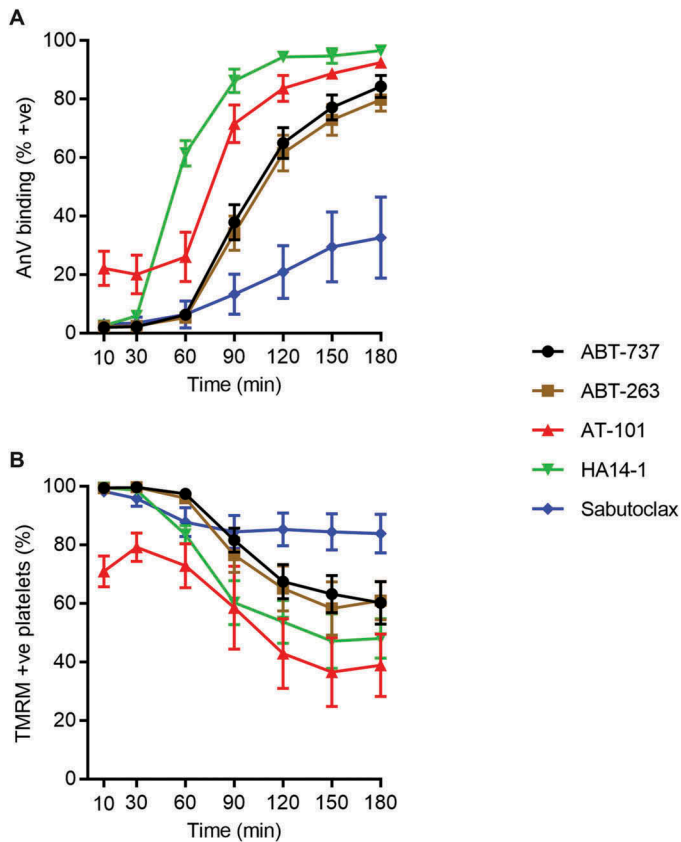 A
AnV binding (% +ve)
100
80
60
40
20
0
10 30 60 90 120 150 180
Time (min)
ABT-737
ABT-263
AT-101
HA14-1
Sabutoclax
B
TMRM +ve platelets (%)
100
80
60
40
20
0
10 30 60 90 120 150 180
Time (min)